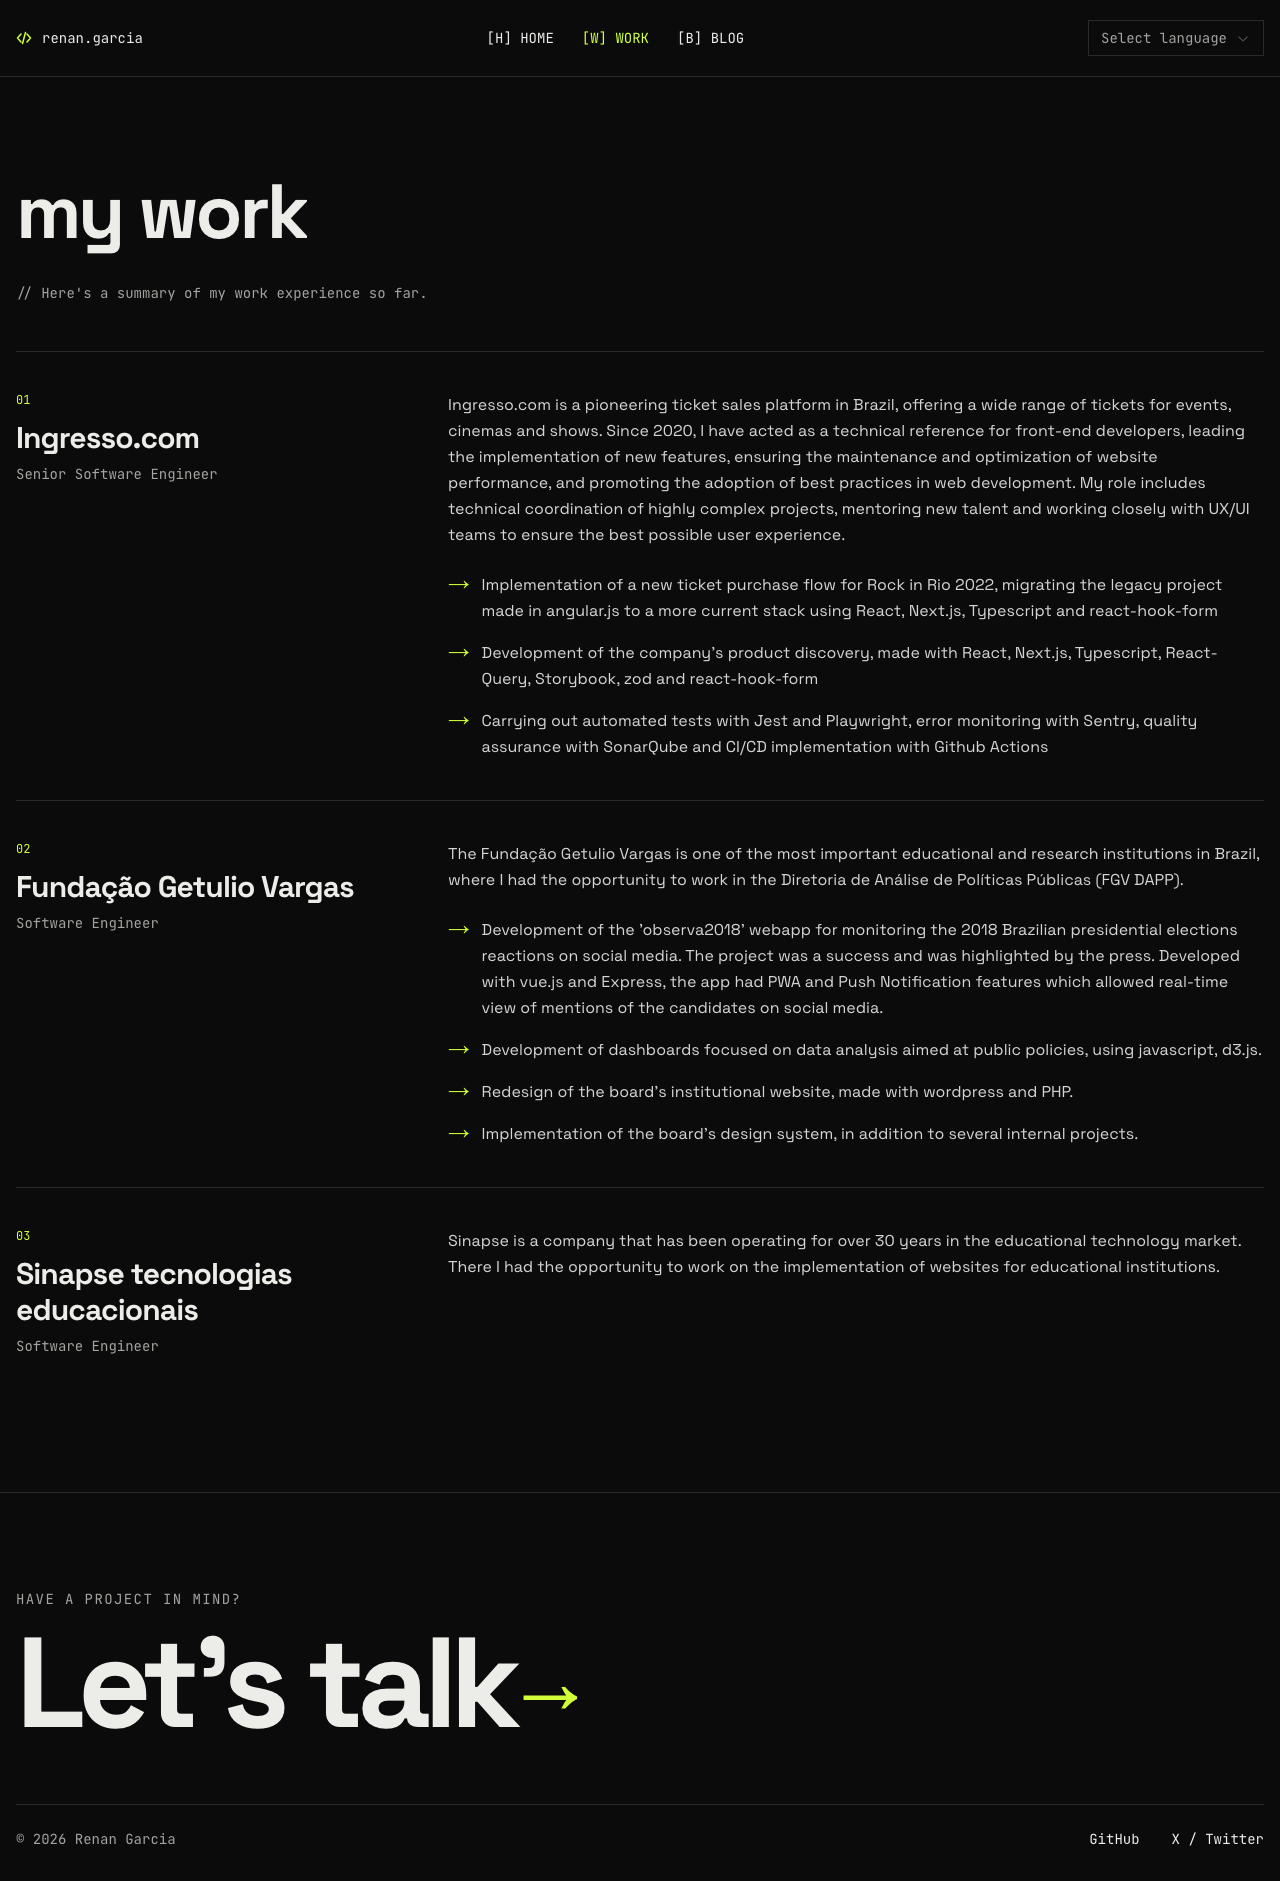 </> renan.garcia
[H] HOME [W] WORK [B] BLOG
Select language
my work
// Here's a summary of my work experience so far.
01
Ingresso.com
Senior Software Engineer
Ingresso.com is a pioneering ticket sales platform in Brazil, offering a wide range of tickets for events,
cinemas and shows. Since 2020, I have acted as a technical reference for front-end developers, leading
the implementation of new features, ensuring the maintenance and optimization of website
performance, and promoting the adoption of best practices in web development. My role includes
technical coordination of highly complex projects, mentoring new talent and working closely with UX/UI
teams to ensure the best possible user experience.
→ Implementation of a new ticket purchase flow for Rock in Rio 2022, migrating the legacy project
made in angular.js to a more current stack using React, Next.js, Typescript and react-hook-form
→ Development of the company's product discovery, made with React, Next.js, Typescript, React-
Query, Storybook, zod and react-hook-form
→ Carrying out automated tests with Jest and Playwright, error monitoring with Sentry, quality
assurance with SonarQube and CI/CD implementation with Github Actions
02
Fundação Getulio Vargas
Software Engineer
The Fundação Getulio Vargas is one of the most important educational and research institutions in Brazil,
where I had the opportunity to work in the Diretoria de Análise de Políticas Públicas (FGV DAPP).
→ Development of the 'observa2018' webapp for monitoring the 2018 Brazilian presidential elections
reactions on social media. The project was a success and was highlighted by the press. Developed
with vue.js and Express, the app had PWA and Push Notification features which allowed real-time
view of mentions of the candidates on social media.
→ Development of dashboards focused on data analysis aimed at public policies, using javascript, d3.js.
→ Redesign of the board's institutional website, made with wordpress and PHP.
→ Implementation of the board's design system, in addition to several internal projects.
03
Sinapse tecnologias
educacionais
Software Engineer
Sinapse is a company that has been operating for over 30 years in the educational technology market.
There I had the opportunity to work on the implementation of websites for educational institutions.
HAVE A PROJECT IN MIND?
Let's talk→
© 2026 Renan Garcia
GitHub X / Twitter